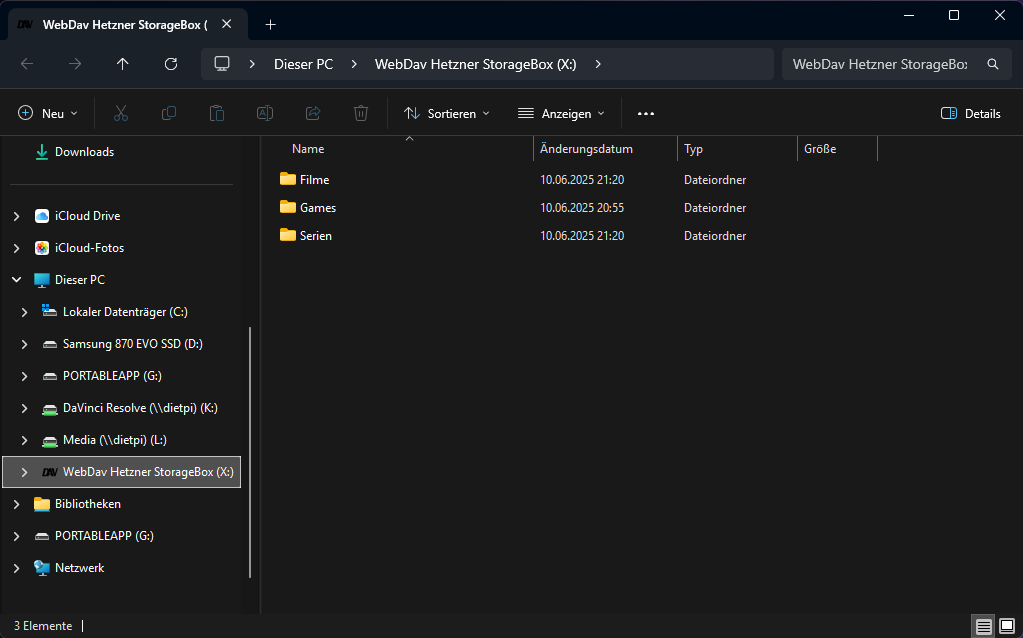 DAV WebDav Hetzner StorageBox (
Dieser PC WebDav Hetzner StorageBox (X:) WebDav Hetzner StorageBox
Neu Sortieren Anzeigen Details
Downloads
iCloud Drive
iCloud-Fotos
Dieser PC
Lokaler Datenträger (C:)
Samsung 870 EVO SSD (D:)
PORTABLEAPP (G:)
DaVinci Resolve (\\dietpi) (K:)
Media (\\dietpi) (L:)
DAV WebDav Hetzner StorageBox (X:)
Bibliotheken
PORTABLEAPP (G:)
Netzwerk
Name Änderungsdatum Typ Größe
Filme 10.06.2025 21:20 Dateiordner
Games 10.06.2025 20:55 Dateiordner
Serien 10.06.2025 21:20 Dateiordner
3 Elemente